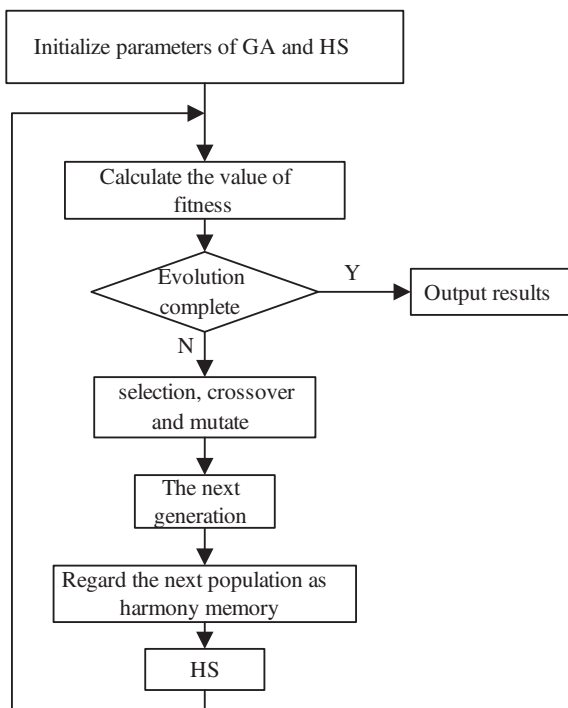 Initialize parameters of GA and HS
Calculate the value of
fitness
Evolution
complete
Y
Output results
N
selection, crossover
and mutate
The next
generation
Regard the next population as
harmony memory
HS